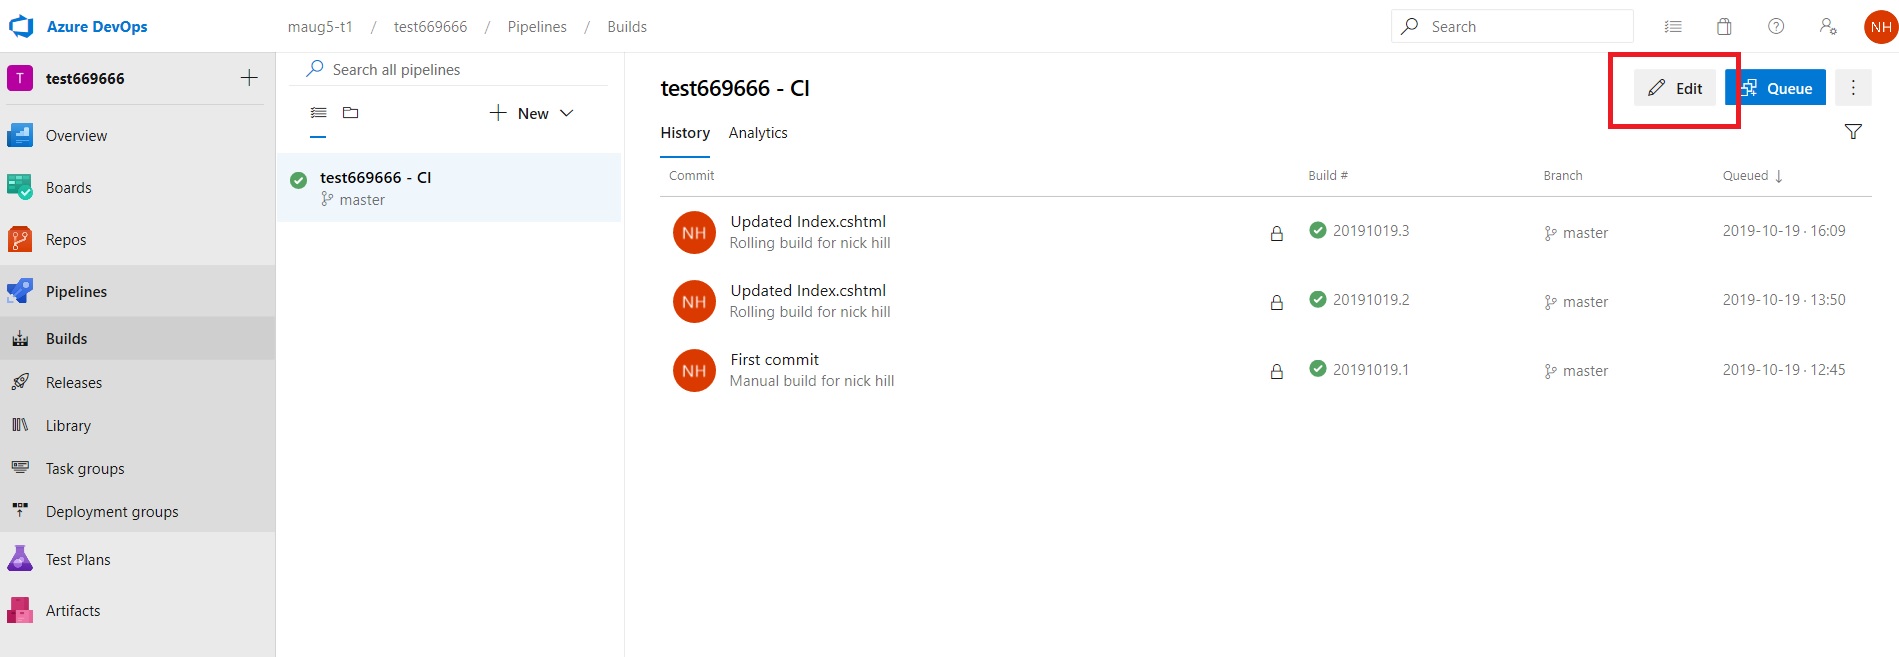 Azure DevOps
maug5-t1 / test669666 / Pipelines / Builds
Search
NH
T test669666
Overview
Boards
Repos
Pipelines
Builds
Releases
Library
Task groups
Deployment groups
Test Plans
Artifacts
Search all pipelines
New
test669666 - CI
master
test669666 - CI
Edit
Queue
History Analytics
Commit Build # Branch Queued
NH
Updated Index.cshtml
Rolling build for nick hill
20191019.3 master 2019-10-19 · 16:09
NH
Updated Index.cshtml
Rolling build for nick hill
20191019.2 master 2019-10-19 · 13:50
NH
First commit
Manual build for nick hill
20191019.1 master 2019-10-19 · 12:45